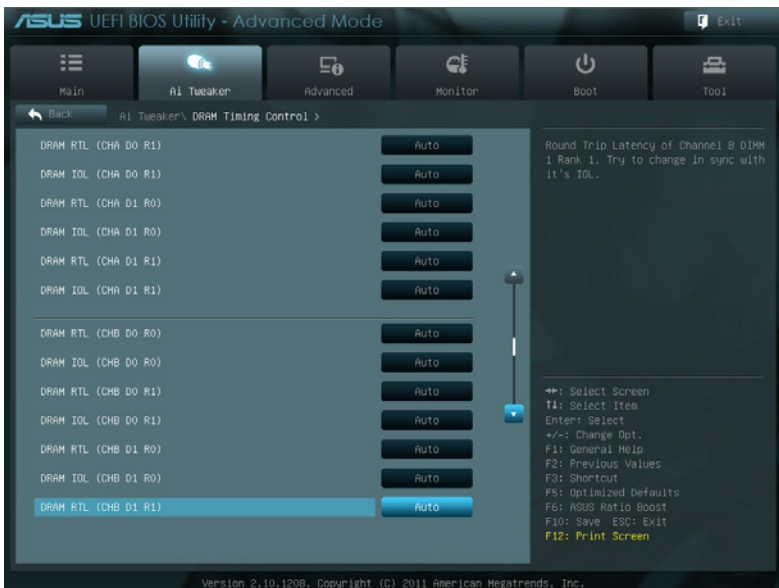 ASUS UEFI BIOS Utility - Advanced Mode
Exit
Main
Ai Tweaker
Advanced
Monitor
Boot
Tool
Back
Ai Tweaker\ DRAM Timing Control >
DRAM RTL (CHA D0 R1) Auto
DRAM IOL (CHA D0 R1) Auto
DRAM RTL (CHA D1 R0) Auto
DRAM IOL (CHA D1 R0) Auto
DRAM RTL (CHA D1 R1) Auto
DRAM IOL (CHA D1 R1) Auto
DRAM RTL (CHB D0 R0) Auto
DRAM IOL (CHB D0 R0) Auto
DRAM RTL (CHB D0 R1) Auto
DRAM IOL (CHB D0 R1) Auto
DRAM RTL (CHB D1 R0) Auto
DRAM IOL (CHB D1 R0) Auto
DRAM RTL (CHB D1 R1) Auto
Round Trip Latency of Channel B DIMM
1 Rank 1. Try to change in sync with
it's IOL.
→←: Select Screen
↑↓: Select Item
Enter: Select
+/-: Change Opt.
F1: General Help
F2: Previous Values
F3: Shortcut
F5: Optimized Defaults
F6: ASUS Ratio Boost
F10: Save ESC: Exit
F12: Print Screen
Version 2.10.1208. Copyright (C) 2011 American Megatrends, Inc.